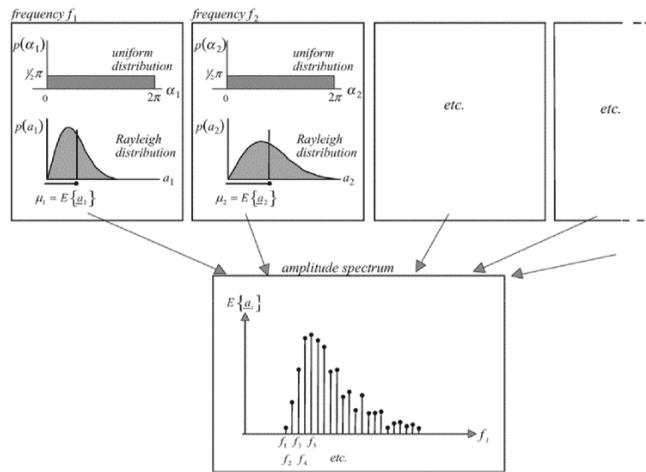 frequency f₁
p(α₁)
uniform
distribution
½π
0
2π
α₁
p(a₁)
Rayleigh
distribution
a₁
μ₁ = E{a₁}
frequency f₂
p(α₂)
uniform
distribution
½π
0
2π
α₂
p(a₂)
Rayleigh
distribution
a₂
μ₂ = E{a₂}
etc.
etc.
amplitude spectrum
E{aᵢ}
fᵢ
f₁ f₃ f₅
f₂ f₄ etc.